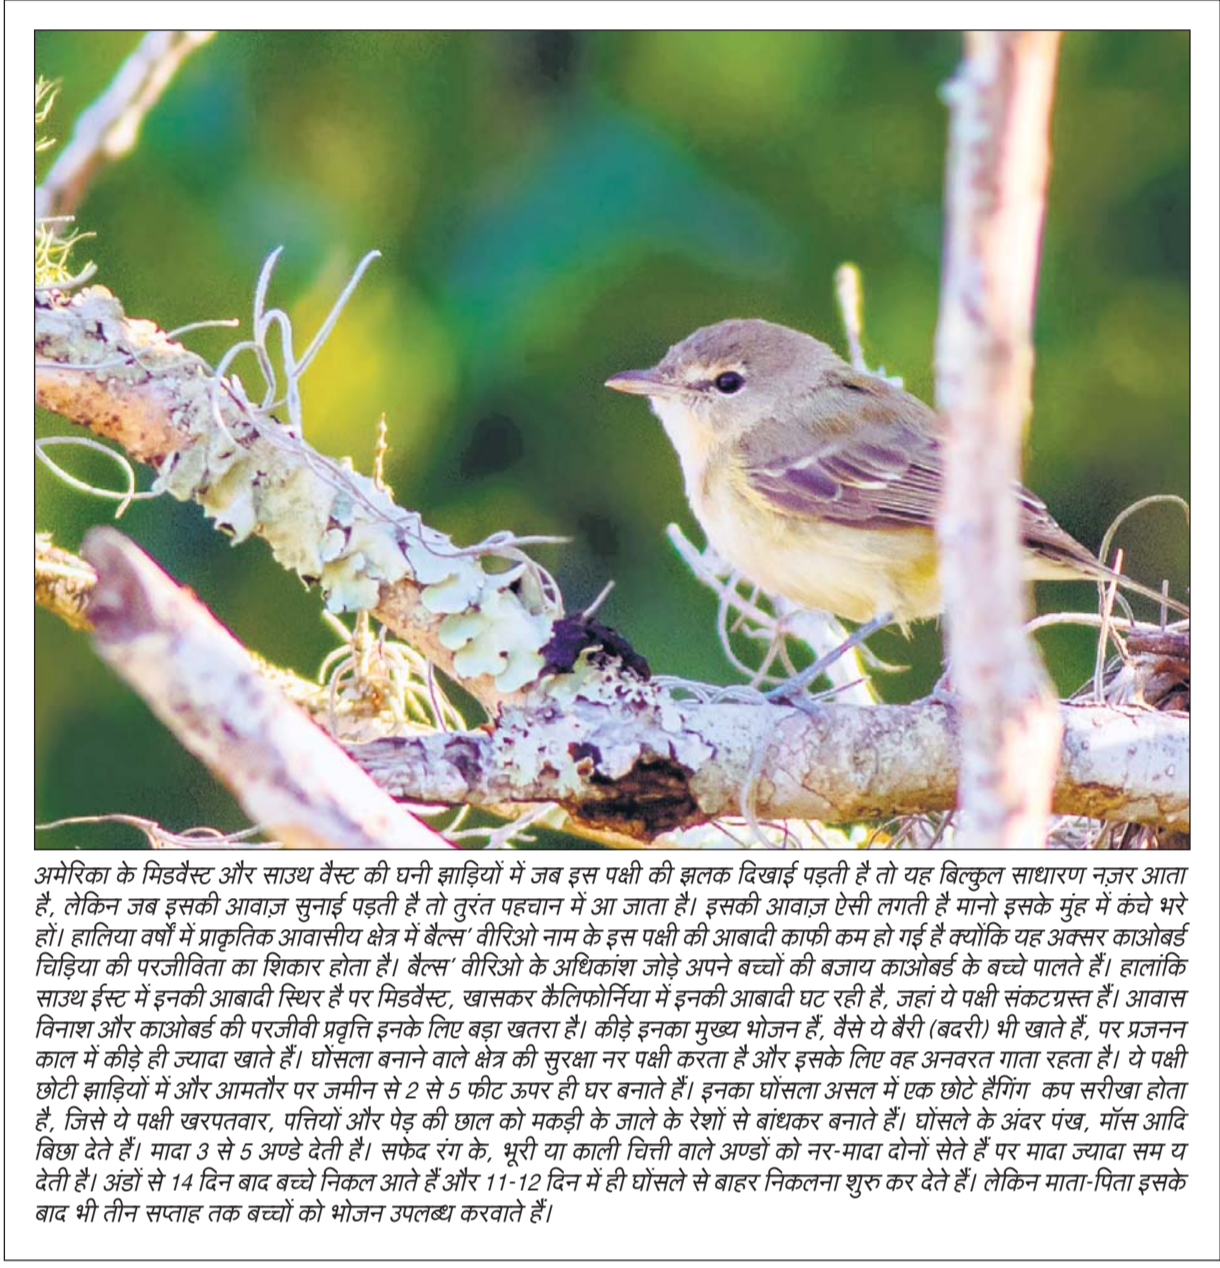 अमेरिका के मिडवैस्ट और साउथ वैस्ट की घनी झाड़ियों में जब इस पक्षी की झलक दिखाई पड़ती है तो यह बिल्कुल साधारण नज़र आता
है, लेकिन जब इसकी आवाज़ सुनाई पड़ती है तो तुरंत पहचान में आ जाता है। इसकी आवाज़ ऐसी लगती है मानो इसके मुंह में कंचे भरे
हों। हालिया वर्षों में प्राकृतिक आवासीय क्षेत्र में बैल्स’ वीरिओ नाम के इस पक्षी की आबादी काफी कम हो गई है क्योंकि यह अक्सर काओबर्ड
चिड़िया की परजीविता का शिकार होता है। बैल्स’ वीरिओ के अधिकांश जोड़े अपने बच्चों की बजाय काओबर्ड के बच्चे पालते हैं। हालांकि
साउथ ईस्ट में इनकी आबादी स्थिर है पर मिडवैस्ट, खासकर कैलिफोर्निया में इनकी आबादी घट रही है, जहां ये पक्षी संकटग्रस्त हैं। आवास
विनाश और काओबर्ड की परजीवी प्रवृत्ति इनके लिए बड़ा खतरा है। कीड़े इनका मुख्य भोजन हैं, वैसे ये बैरी (बदरी) भी खाते हैं, पर प्रजनन
काल में कीड़े ही ज्यादा खाते हैं। घोंसला बनाने वाले क्षेत्र की सुरक्षा नर पक्षी करता है और इसके लिए वह अनवरत गाता रहता है। ये पक्षी
छोटी झाड़ियों में और आमतौर पर जमीन से 2 से 5 फीट ऊपर ही घर बनाते हैं। इनका घोंसला असल में एक छोटे हैगिंग कप सरीखा होता
है, जिसे ये पक्षी खरपतवार, पत्तियों और पेड़ की छाल को मकड़ी के जाले के रेशों से बांधकर बनाते हैं। घोंसले के अंदर पंख, मॉस आदि
बिछा देते हैं। मादा 3 से 5 अण्डे देती है। सफेद रंग के, भूरी या काली चित्ती वाले अण्डों को नर-मादा दोनों सेते हैं पर मादा ज्यादा सम य
देती है। अंडों से 14 दिन बाद बच्चे निकल आते हैं और 11-12 दिन में ही घोंसले से बाहर निकलना शुरु कर देते हैं। लेकिन माता-पिता इसके
बाद भी तीन सप्ताह तक बच्चों को भोजन उपलब्ध करवाते हैं।